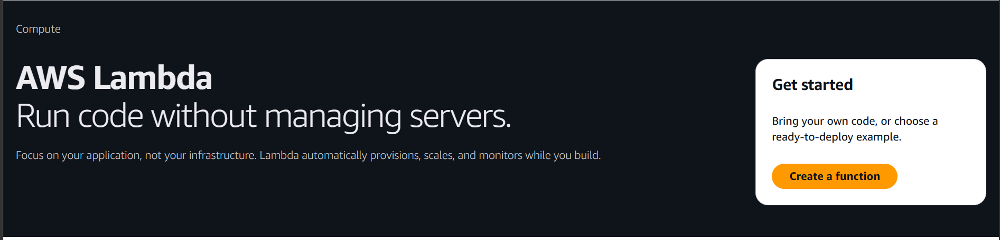 Compute
AWS Lambda
Run code without managing servers.
Focus on your application, not your infrastructure. Lambda automatically provisions, scales, and monitors while you build.
Get started
Bring your own code, or choose a
ready-to-deploy example.
Create a function